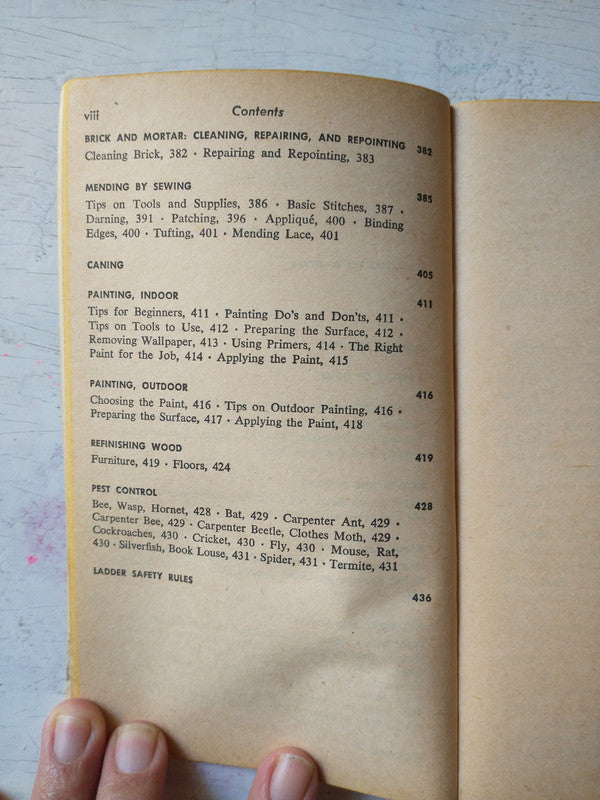 viii Contents
BRICK AND MORTAR: CLEANING, REPAIRING, AND REPOINTING 382
Cleaning Brick, 382 · Repairing and Repointing, 383
MENDING BY SEWING 385
Tips on Tools and Supplies, 386 · Basic Stitches, 387 ·
Darning, 391 · Patching, 396 · Appliqué, 400 · Binding
Edges, 400 · Tufting, 401 · Mending Lace, 401
CANING 405
PAINTING, INDOOR 411
Tips for Beginners, 411 · Painting Do's and Don'ts, 411 ·
Tips on Tools to Use, 412 · Preparing the Surface, 412 ·
Removing Wallpaper, 413 · Using Primers, 414 · The Right
Paint for the Job, 414 · Applying the Paint, 415
PAINTING, OUTDOOR 416
Choosing the Paint, 416 · Tips on Outdoor Painting, 416 ·
Preparing the Surface, 417 · Applying the Paint, 418
REFINISHING WOOD 419
Furniture, 419 · Floors, 424
PEST CONTROL 428
Bee, Wasp, Hornet, 428 · Bat, 429 · Carpenter Ant, 429 ·
Carpenter Bee, 429 · Carpenter Beetle, Clothes Moth, 429 ·
Cockroaches, 430 · Cricket, 430 · Fly, 430 · Mouse, Rat,
430 · Silverfish, Book Louse, 431 · Spider, 431 · Termite, 431
LADDER SAFETY RULES 436